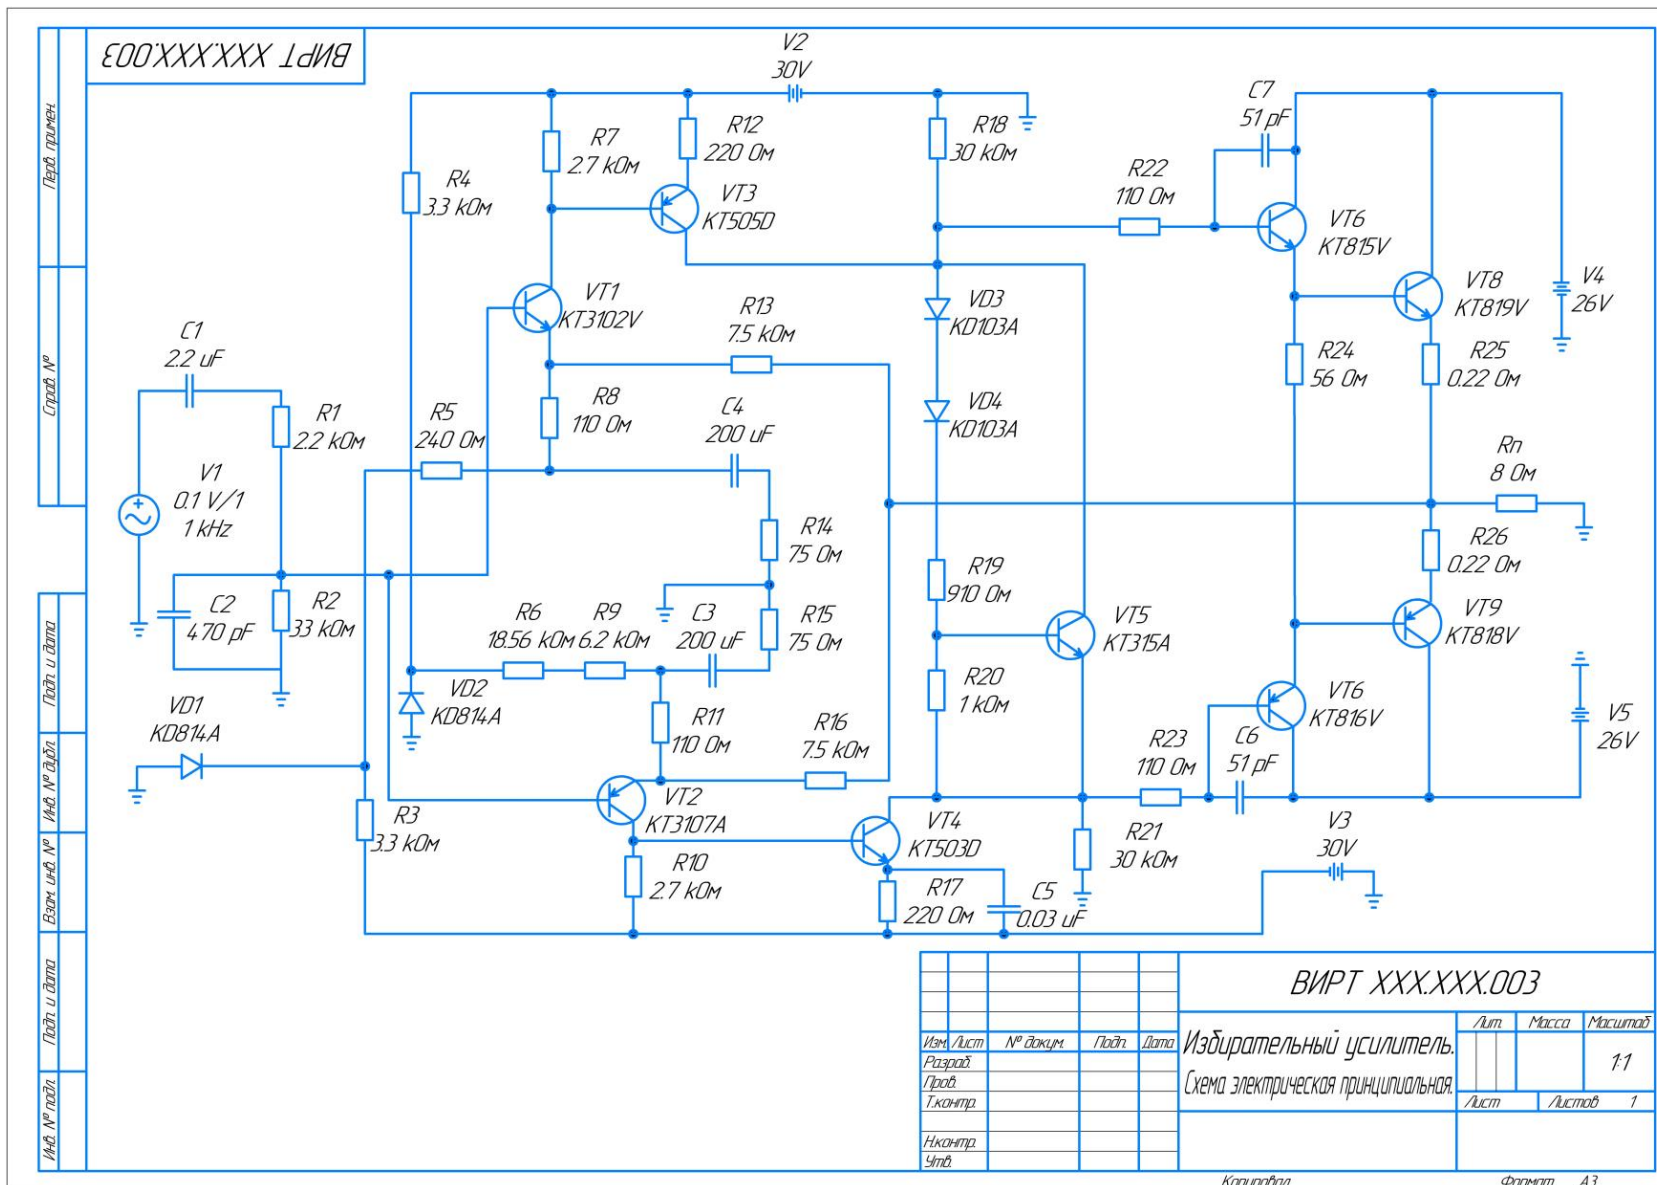 ВИРТ XXX.XXX.003
Перв. примен.
Справ. №
Подп. и дата
Инв. № дубл.
Взам. инв. №
Подп. и дата
Инв. № подл.
V2
30V
C7
51 pF
R7
2.7 kОм
R12
220 Ом
R18
30 kОм
R4
3.3 kОм
VT3
KT505D
R22
110 Ом
VT6
KT815V
VT1
KT3102V
R13
7.5 kОм
VD3
KD103A
VT8
KT819V
V4
26V
C1
2.2 uF
R24
56 Ом
R25
0.22 Ом
R1
2.2 kОм
R5
240 Ом
R8
110 Ом
C4
200 uF
VD4
KD103A
Rn
8 Ом
V1
0.1 V/1
1 kHz
R14
75 Ом
R19
910 Ом
R26
0.22 Ом
C2
470 pF
R2
33 kОм
R6
18.56 kОм
R9
6.2 kОм
C3
200 uF
R15
75 Ом
VT5
KT315A
VT9
KT818V
VD1
KD814A
VD2
KD814A
R11
110 Ом
R16
7.5 kОм
R20
1 kОм
VT6
KT816V
V5
26V
R23
110 Ом
C6
51 pF
R3
3.3 kОм
VT2
KT3107A
VT4
KT503D
R21
30 kОм
V3
30V
R10
2.7 kОм
R17
220 Ом
C5
0.03 uF
ВИРТ XXX.XXX.003
Изм. Лист № докум. Подп. Дата
Разраб.
Пров.
Т.контр.
Н.контр.
Утв.
Избирательный усилитель.
Схема электрическая принципиальная.
Лит. Масса Масштаб
1:1
Лист Листов 1
Копировал Формат А3